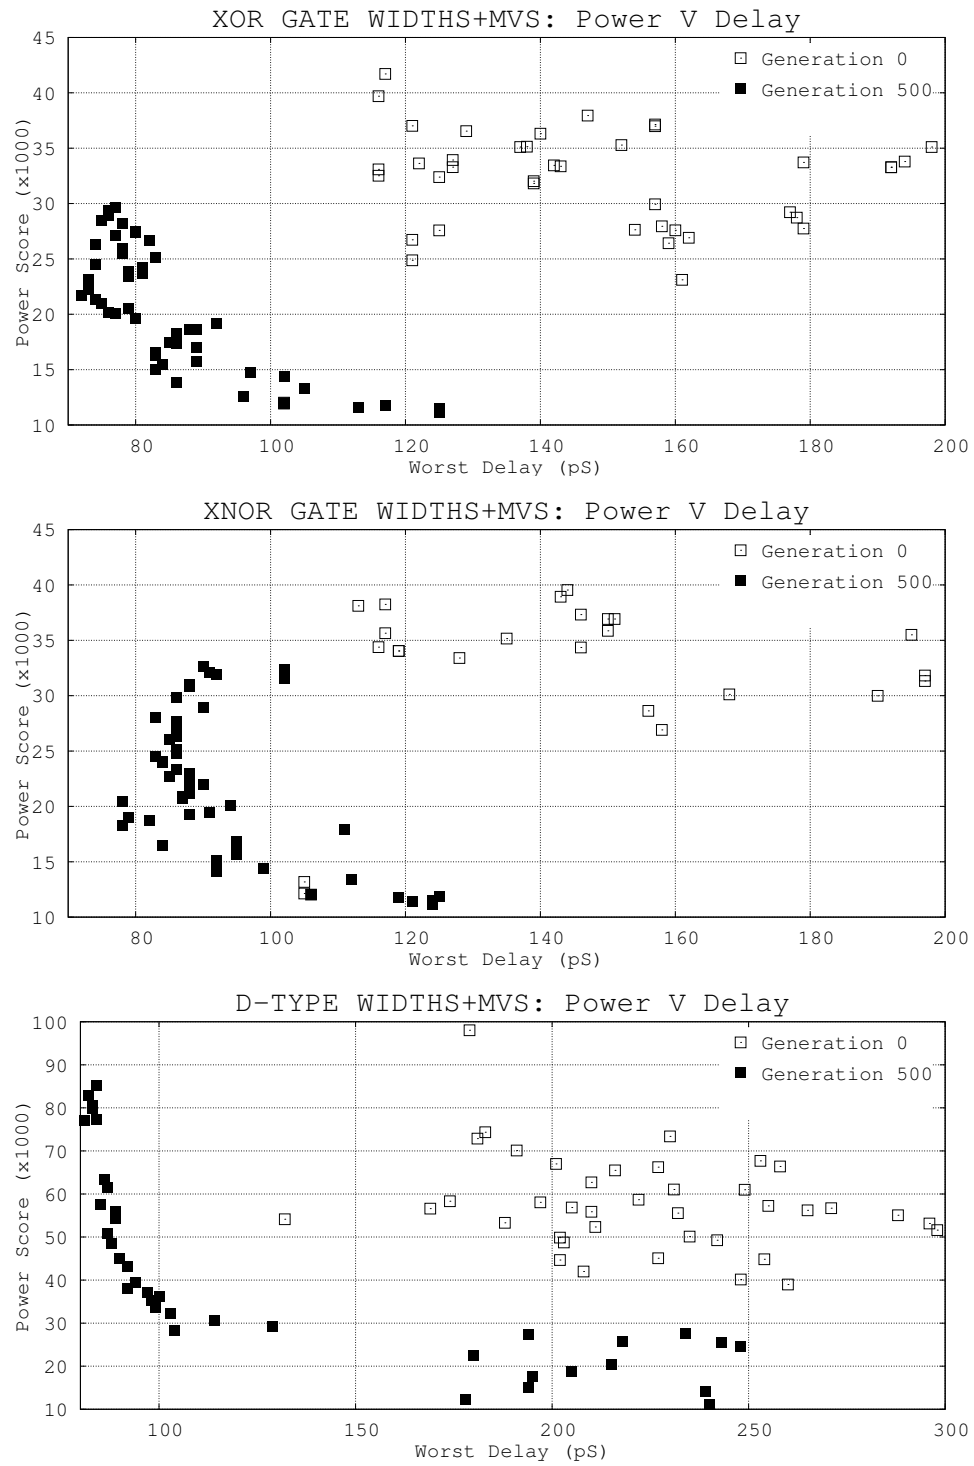 XOR GATE WIDTHS+MVS: Power V Delay
45
40
35
30
25
20
15
10
Power Score (x1000)
Generation 0
Generation 500
80 100 120 140 160 180 200
Worst Delay (pS)
XNOR GATE WIDTHS+MVS: Power V Delay
45
40
35
30
25
20
15
10
Power Score (x1000)
Generation 0
Generation 500
80 100 120 140 160 180 200
Worst Delay (pS)
D-TYPE WIDTHS+MVS: Power V Delay
100
90
80
70
60
50
40
30
20
10
Power Score (x1000)
Generation 0
Generation 500
100 150 200 250 300
Worst Delay (pS)